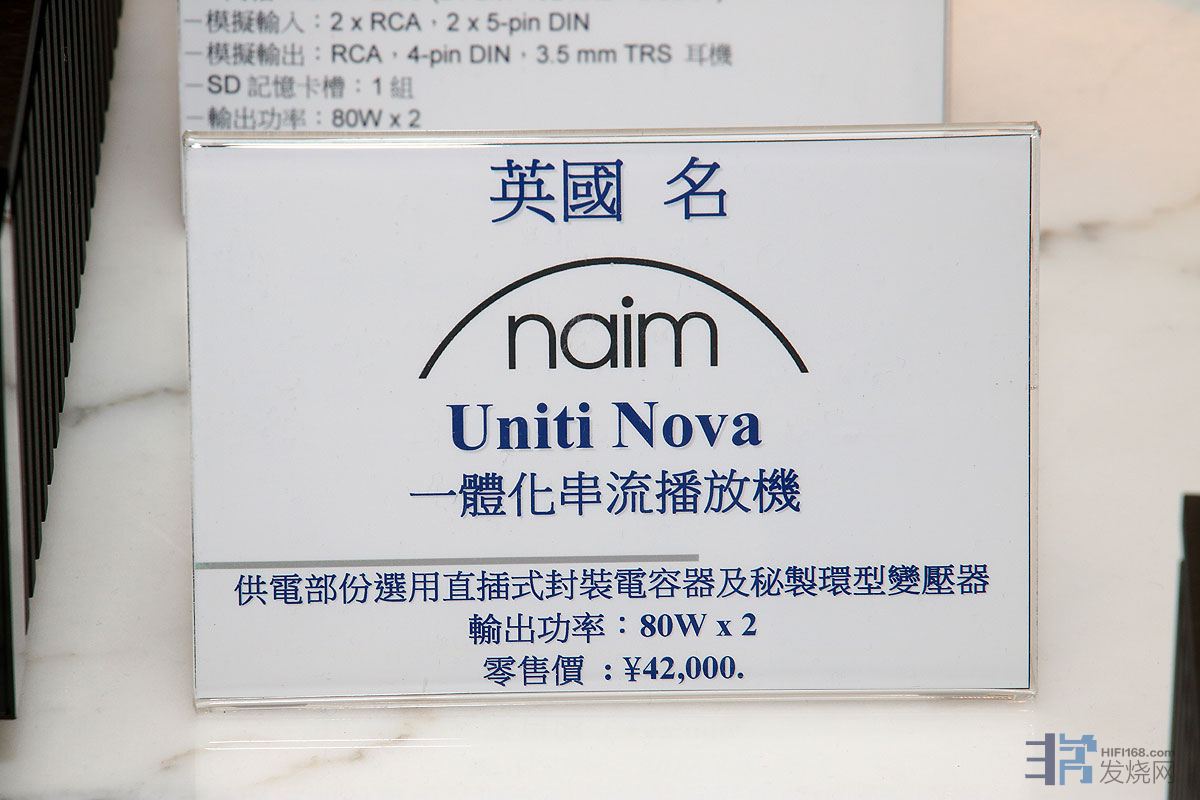 －模擬輸入：2 x RCA，2 x 5-pin DIN
－模擬輸出：RCA，4-pin DIN，3.5 mm TRS 耳機
－SD 記憶卡槽：1 組
－輸出功率：80W x 2
英國 名
naim
Uniti Nova
一體化串流播放機
供電部份選用直插式封裝電容器及秘製環型變壓器
輸出功率：80W x 2
零售價 : ¥42,000.
HIFI168.com
发烧网